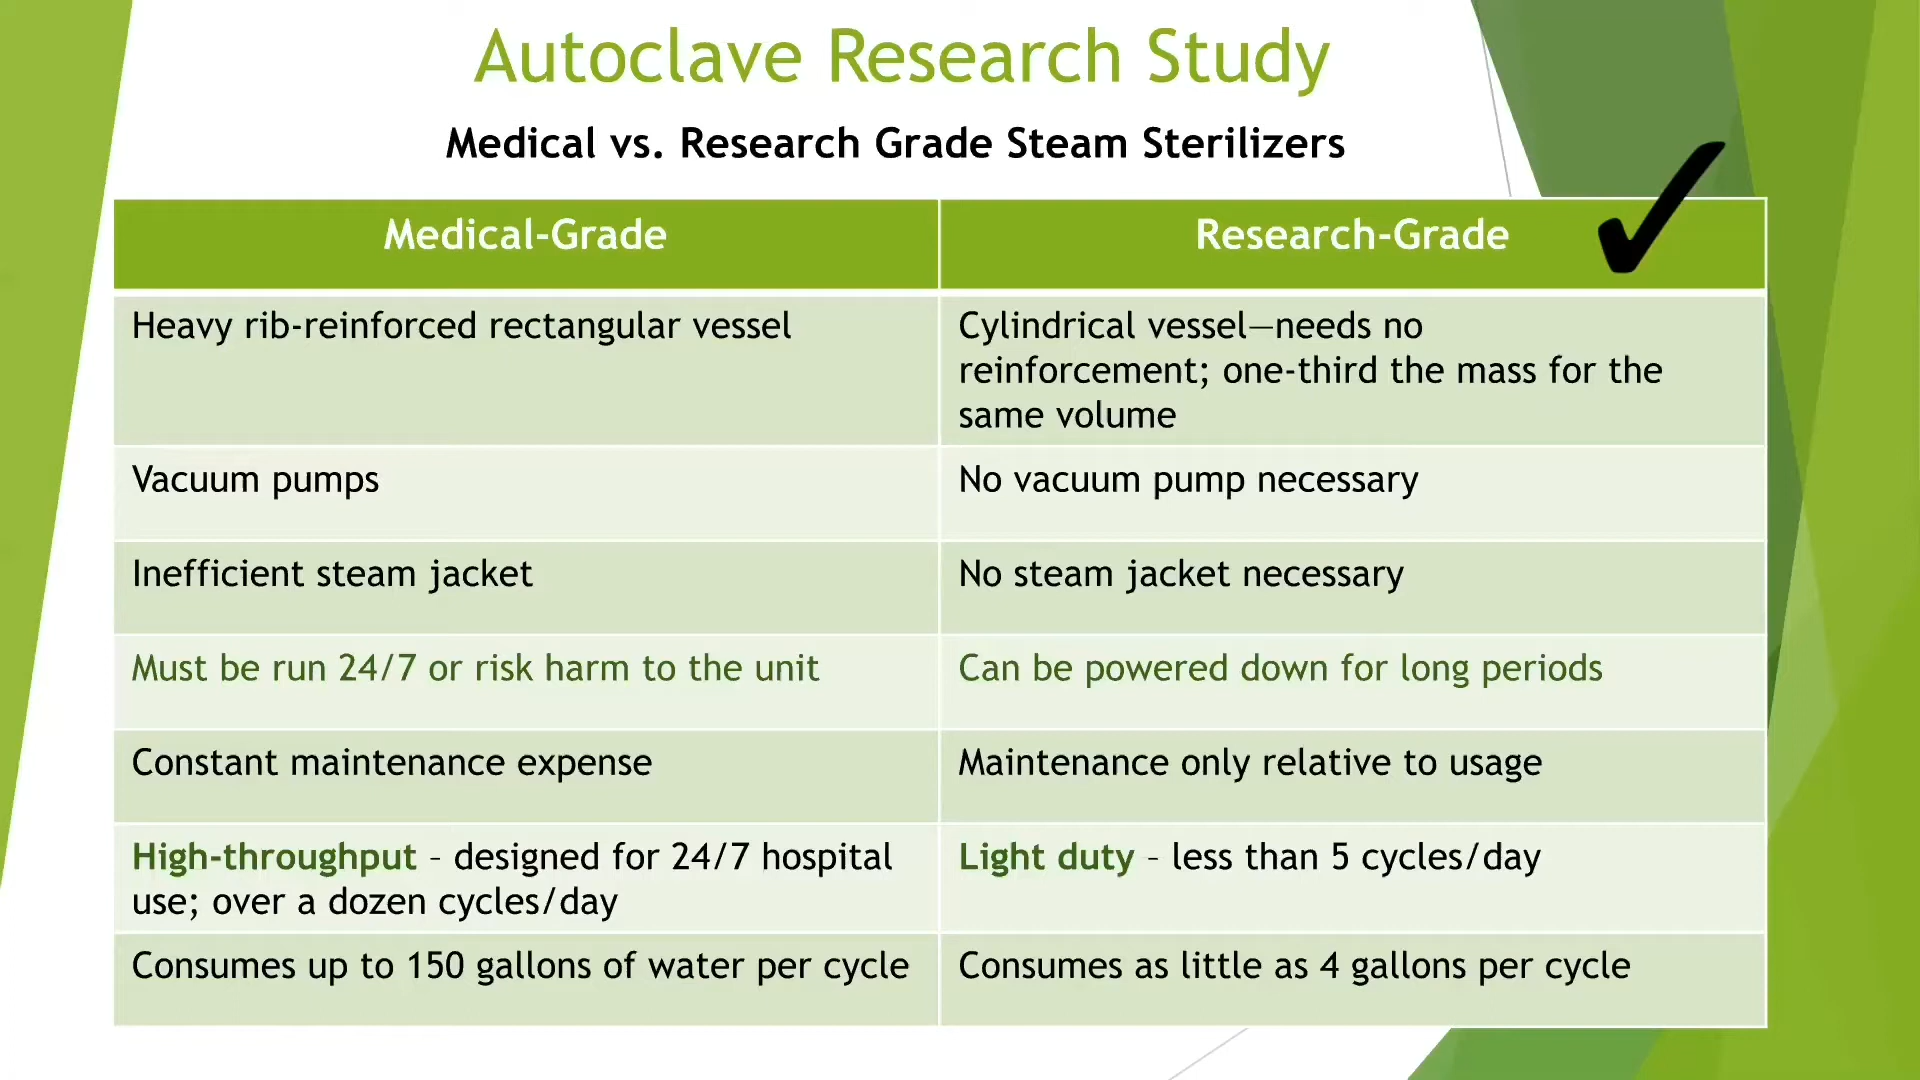 Autoclave Research Study
Medical vs. Research Grade Steam Sterilizers
Medical-Grade
Research-Grade
Heavy rib-reinforced rectangular vessel
Cylindrical vessel—needs no
reinforcement; one-third the mass for the
same volume
Vacuum pumps
No vacuum pump necessary
Inefficient steam jacket
No steam jacket necessary
Must be run 24/7 or risk harm to the unit
Can be powered down for long periods
Constant maintenance expense
Maintenance only relative to usage
High-throughput – designed for 24/7 hospital
use; over a dozen cycles/day
Light duty – less than 5 cycles/day
Consumes up to 150 gallons of water per cycle
Consumes as little as 4 gallons per cycle